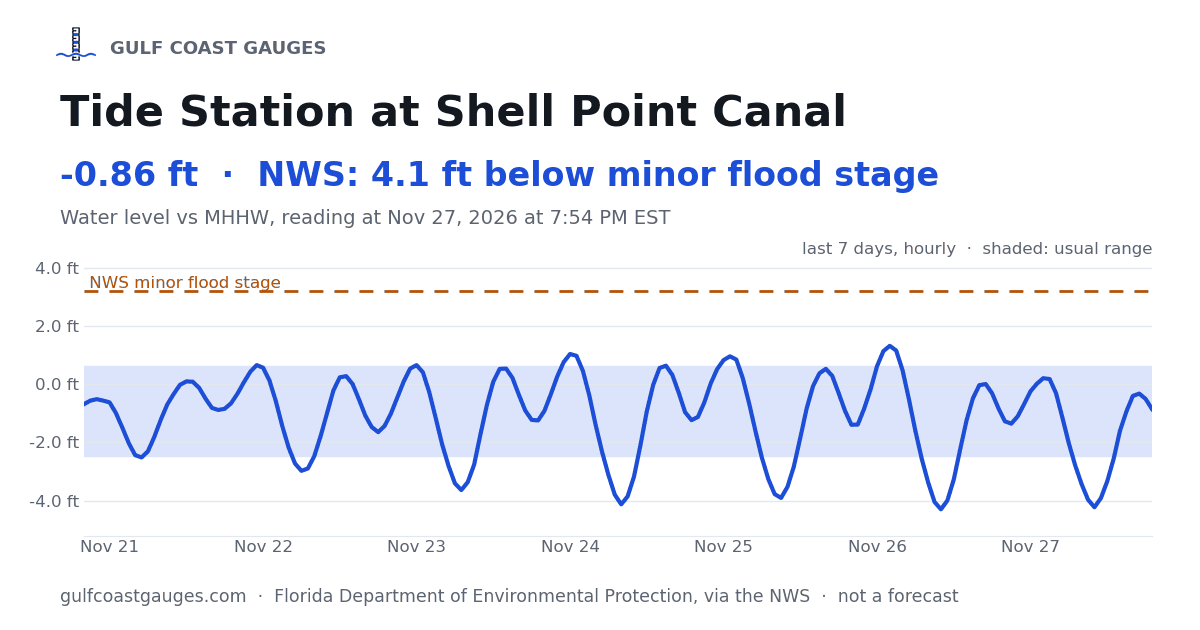 GULF COAST GAUGES
Tide Station at Shell Point Canal
-0.86 ft · NWS: 4.1 ft below minor flood stage
Water level vs MHHW, reading at Nov 27, 2026 at 7:54 PM EST
last 7 days, hourly · shaded: usual range
4.0 ft
NWS minor flood stage
2.0 ft
0.0 ft
-2.0 ft
-4.0 ft
Nov 21 Nov 22 Nov 23 Nov 24 Nov 25 Nov 26 Nov 27
gulfcoastgauges.com · Florida Department of Environmental Protection, via the NWS · not a forecast